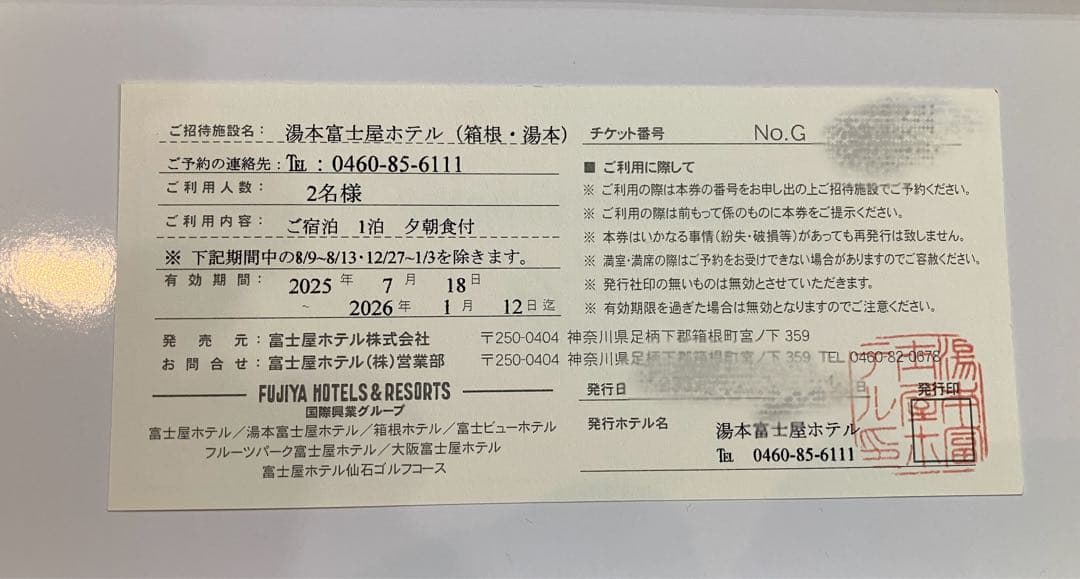 ご招待施設名： 湯本富士屋ホテル（箱根・湯本）
ご予約の連絡先：℡：0460-85-6111
ご利用人数： 2名様
ご利用内容： ご宿泊 1泊 夕朝食付
※ 下記期間中の8/9~8/13・12/27~1/3を除きます。
有効期間： 2025年 7月 18日
~ 2026年 1月 12日迄
チケット番号 No.G
■ ご利用に際して
※ ご利用の際は本券の番号をお申し出の上ご招待施設でご予約ください。
※ ご利用の際は前もって係のものに本券をご提示ください。
※ 本券はいかなる事情(紛失・破損等)があっても再発行は致しません。
※ 満室・満席の際はご予約をお受けできない場合がありますのでご容赦ください。
※ 発行社印の無いものは無効とさせていただきます。
※ 有効期限を過ぎた場合は無効となりますのでご注意ください。
発売元：富士屋ホテル株式会社 〒250-0404 神奈川県足柄下郡箱根町宮ノ下 359
お問合せ：富士屋ホテル(株)営業部 〒250-0404 神奈川県足柄下郡箱根町宮ノ下 359 TEL 0460-82-0678
FUJIYA HOTELS & RESORTS
国際興業グループ
富士屋ホテル／湯本富士屋ホテル／箱根ホテル／富士ビューホテル
フルーツパーク富士屋ホテル／大阪富士屋ホテル
富士屋ホテル仙石ゴルフコース
発行日 日 発行印
発行ホテル名 湯本富士屋ホテル
℡ 0460-85-6111
湯本富
士屋ホ
テル印